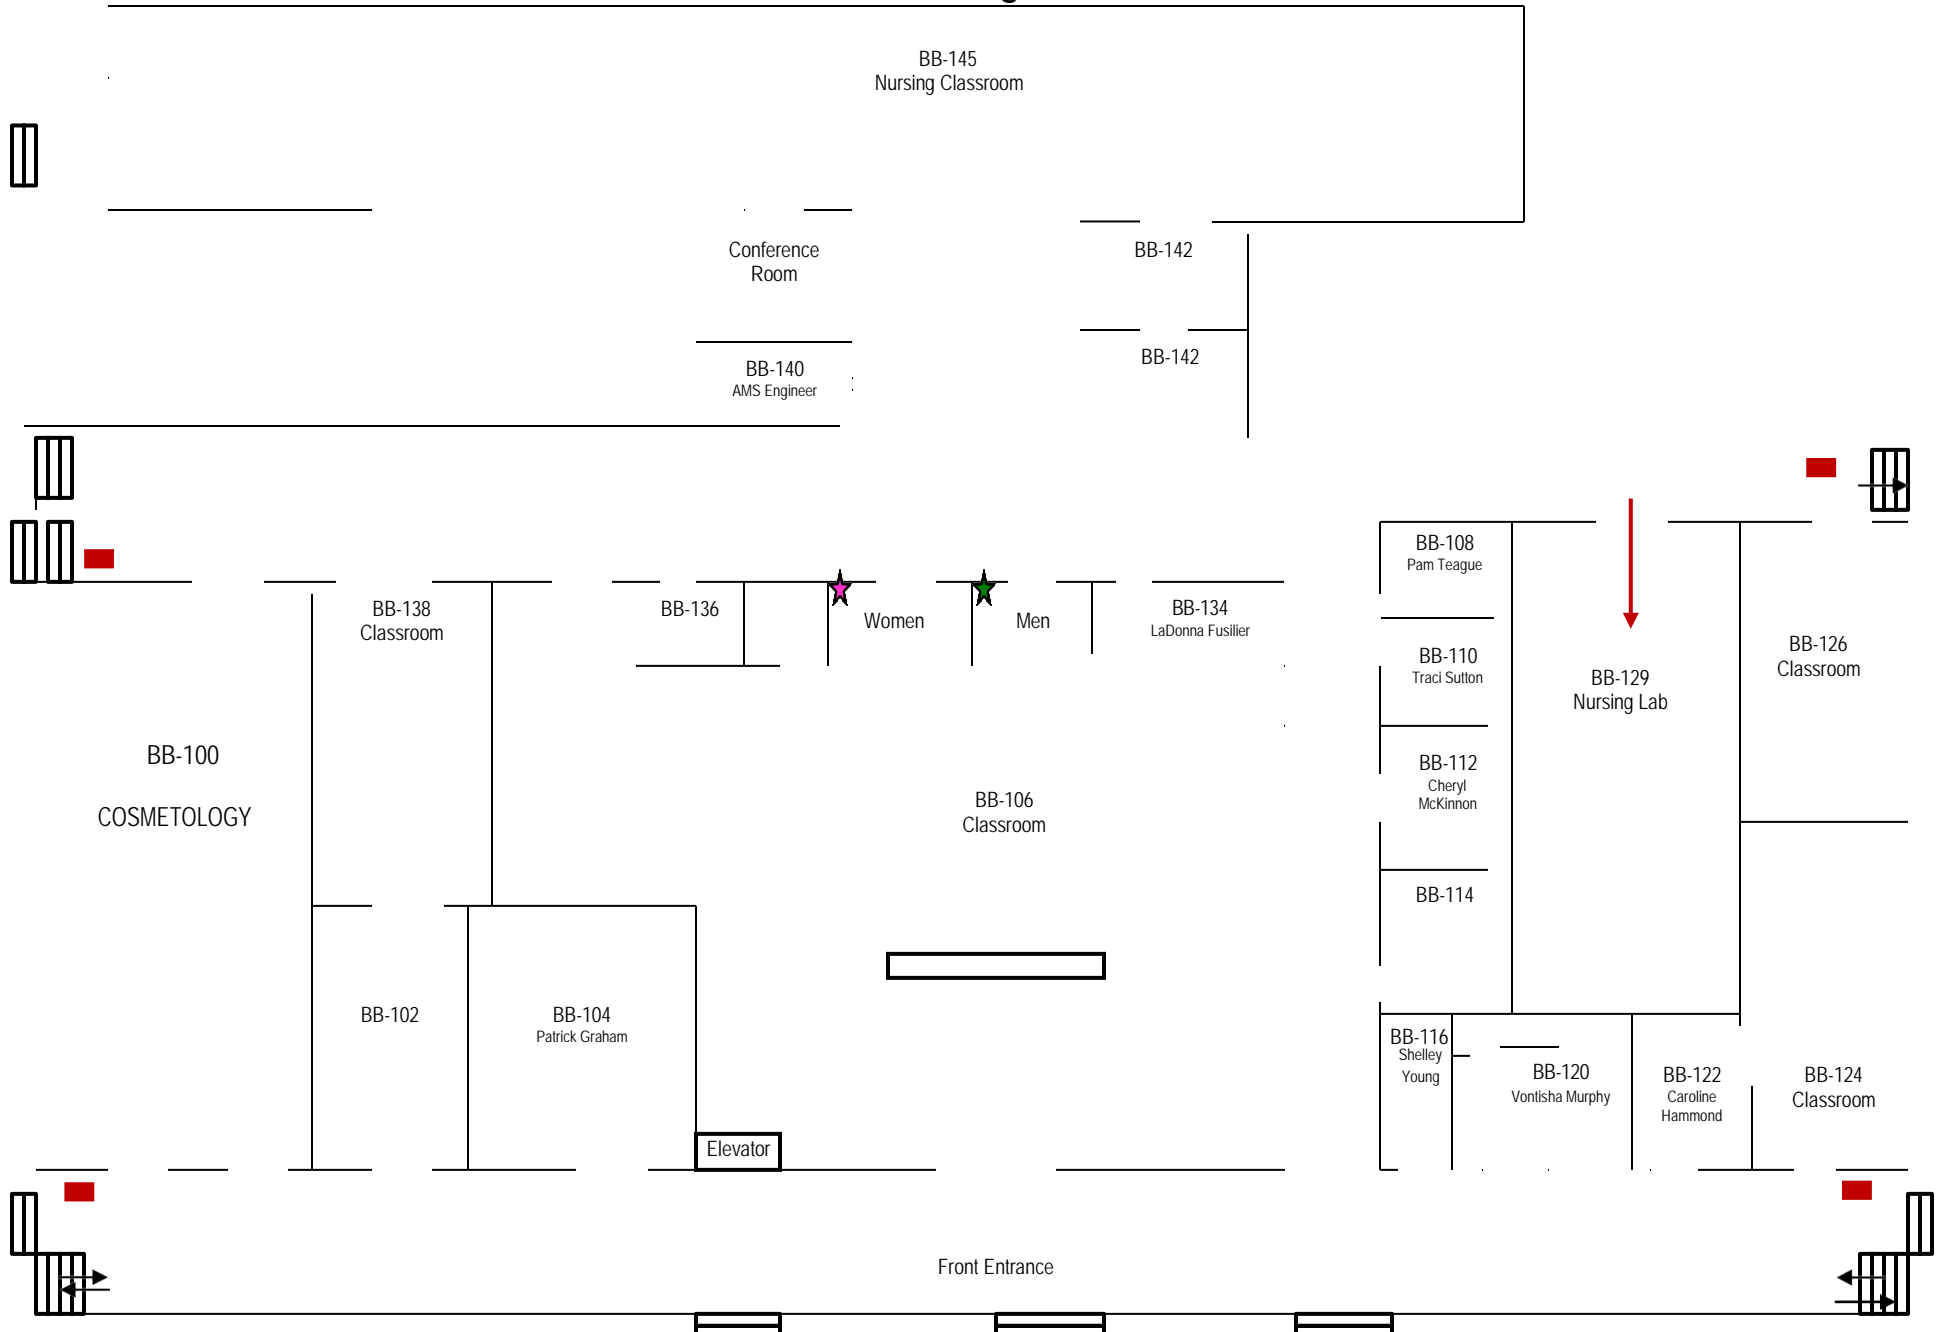 BB-145
Nursing Classroom
Conference
Room
BB-142
BB-142
BB-140
AMS Engineer
BB-108
Pam Teague
BB-138
Classroom
BB-136
Women
Men
BB-134
LaDonna Fusilier
BB-110
Traci Sutton
BB-129
Nursing Lab
BB-126
Classroom
BB-100
COSMETOLOGY
BB-106
Classroom
BB-112
Cheryl
McKinnon
BB-114
BB-102
BB-104
Patrick Graham
BB-116
Shelley
Young
BB-120
Vontisha Murphy
BB-122
Caroline
Hammond
BB-124
Classroom
Elevator
Front Entrance